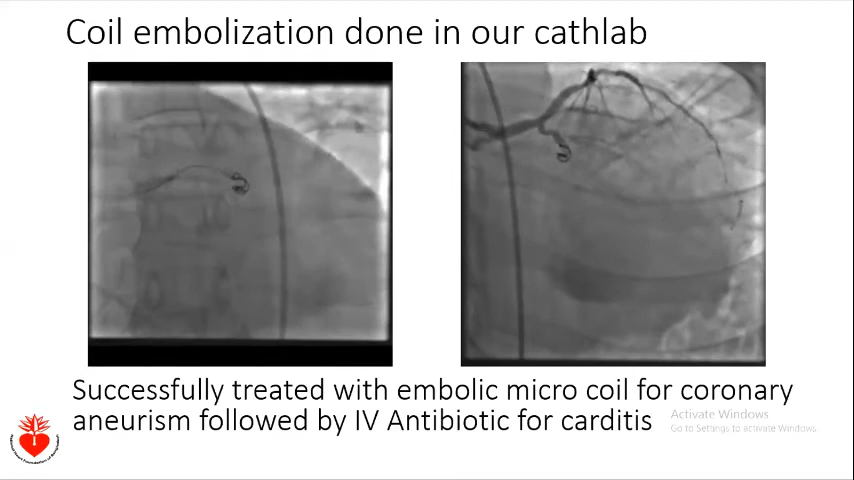 Coil embolization done in our cathlab
Successfully treated with embolic micro coil for coronary
aneurism followed by IV Antibiotic for carditis
Activate Windows
Go to Settings to activate Windows.